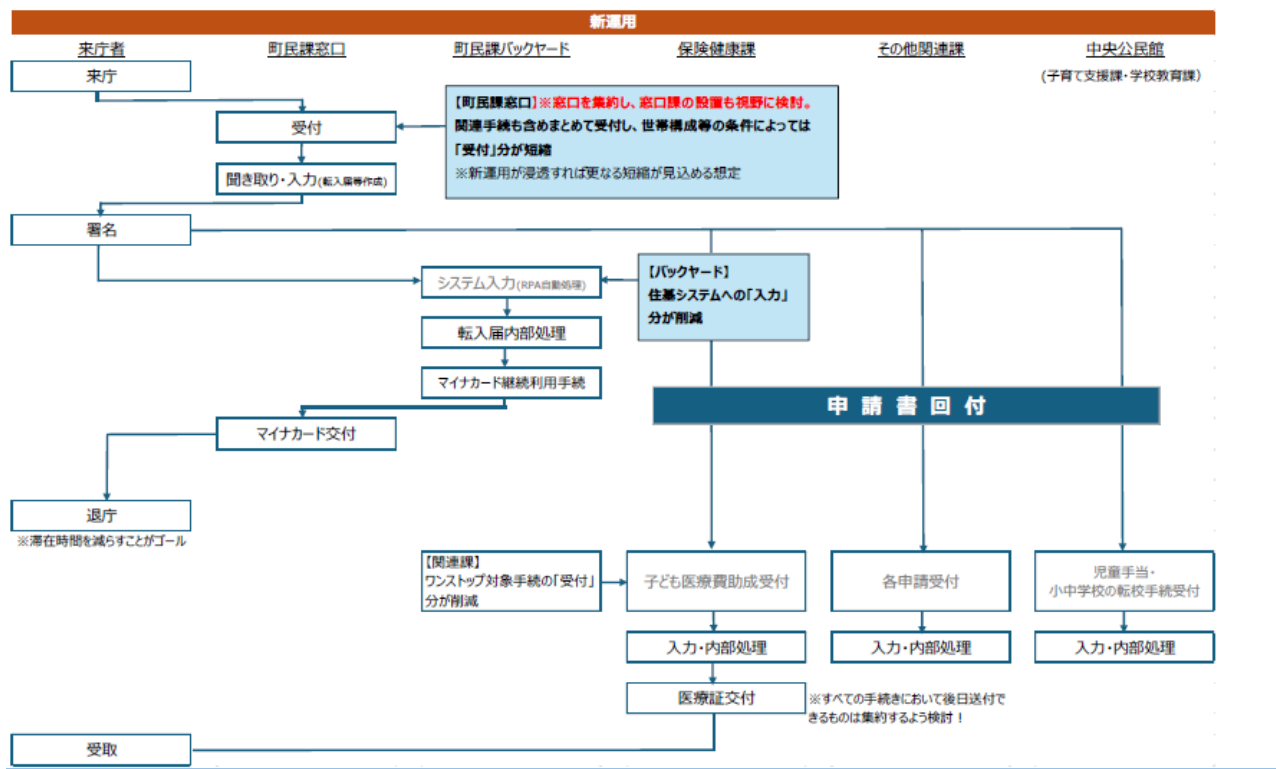 新運用
来庁者
町民課窓口
町民課バックヤード
保険健康課
その他関連課
中央公民館
(子育て支援課・学校教育課)
来庁
【町民課窓口】※窓口を集約し、窓口課の設置も視野に検討。
関連手続も含めまとめて受付し、世帯構成等の条件によっては
「受付」分が短縮
※新運用が浸透すれば更なる短縮が見込める想定
受付
聞き取り・入力(転入届等作成)
署名
システム入力(RPA自動処理)
【バックヤード】
住基システムへの「入力」
分が削減
転入届内部処理
マイナカード継続利用手続
申請書回付
マイナカード交付
退庁
※滞在時間を減らすことがゴール
【関連課】
ワンストップ対象手続の「受付」
分が削減
子ども医療費助成受付
各申請受付
児童手当・
小中学校の転校手続受付
入力・内部処理
入力・内部処理
入力・内部処理
医療証交付
※すべての手続きにおいて後日送付で
きるものは集約するよう検討！
受取